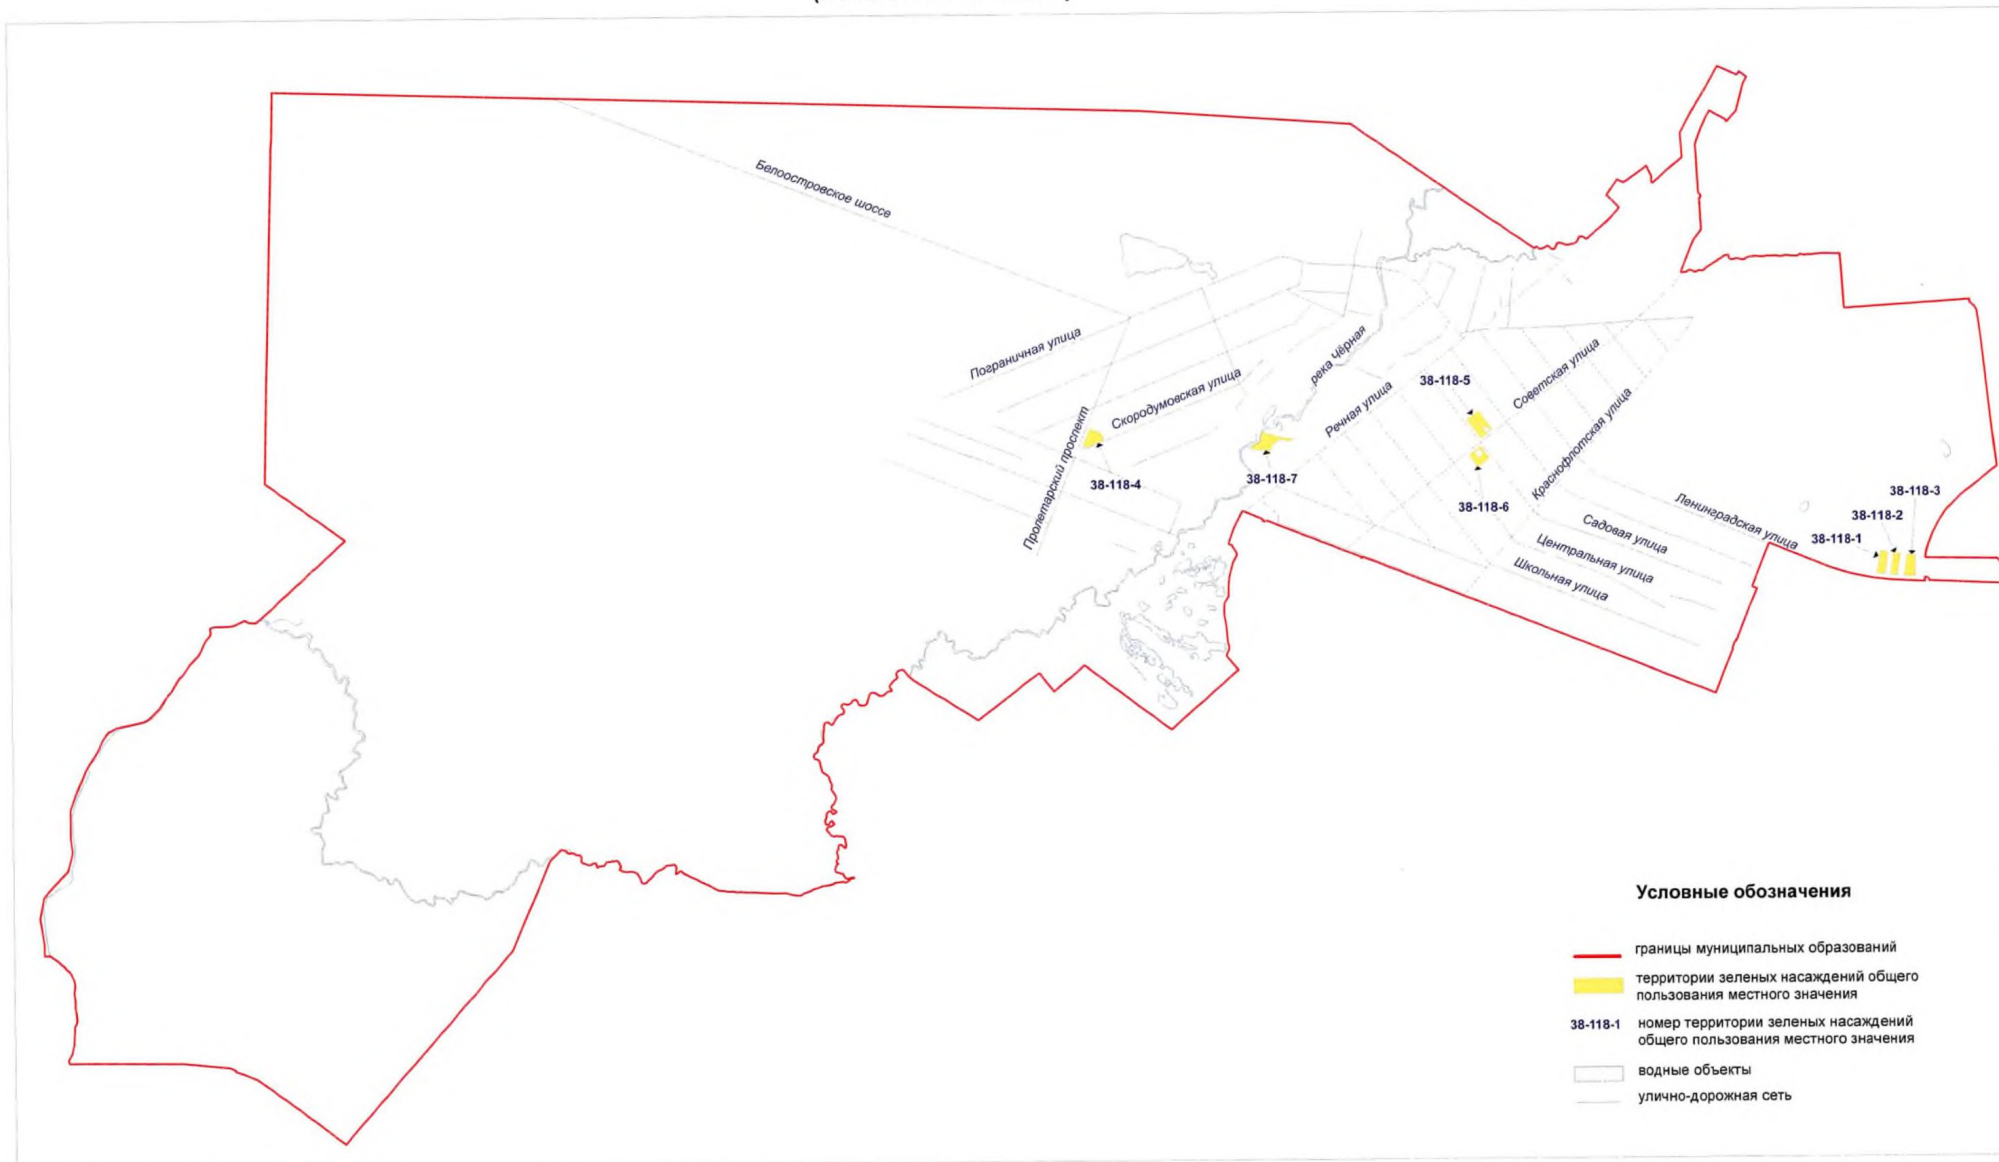 Белоостровское шоссе
Пограничная улица
Скородумовская улица
Пролетарский проспект
река Чёрная
Речная улица
Советская улица
Краснофлотская улица
Ленинградская улица
Садовая улица
Центральная улица
Школьная улица
38-118-5
38-118-4
38-118-7
38-118-6
38-118-3
38-118-2
38-118-1
Условные обозначения
границы муниципальных образований
территории зеленых насаждений общего
пользования местного значения
38-118-1 номер территории зеленых насаждений
общего пользования местного значения
водные объекты
улично-дорожная сеть